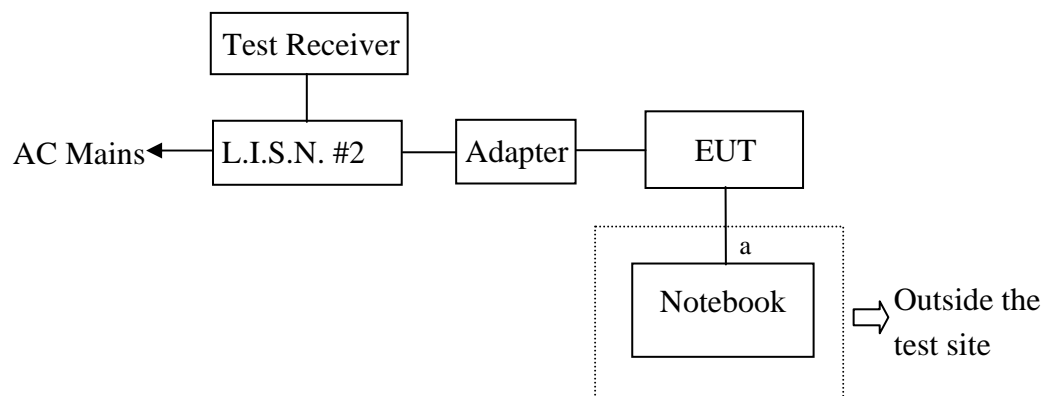 Test Receiver
AC Mains
L.I.S.N. #2
Adapter
EUT
a
Notebook
Outside the
test site